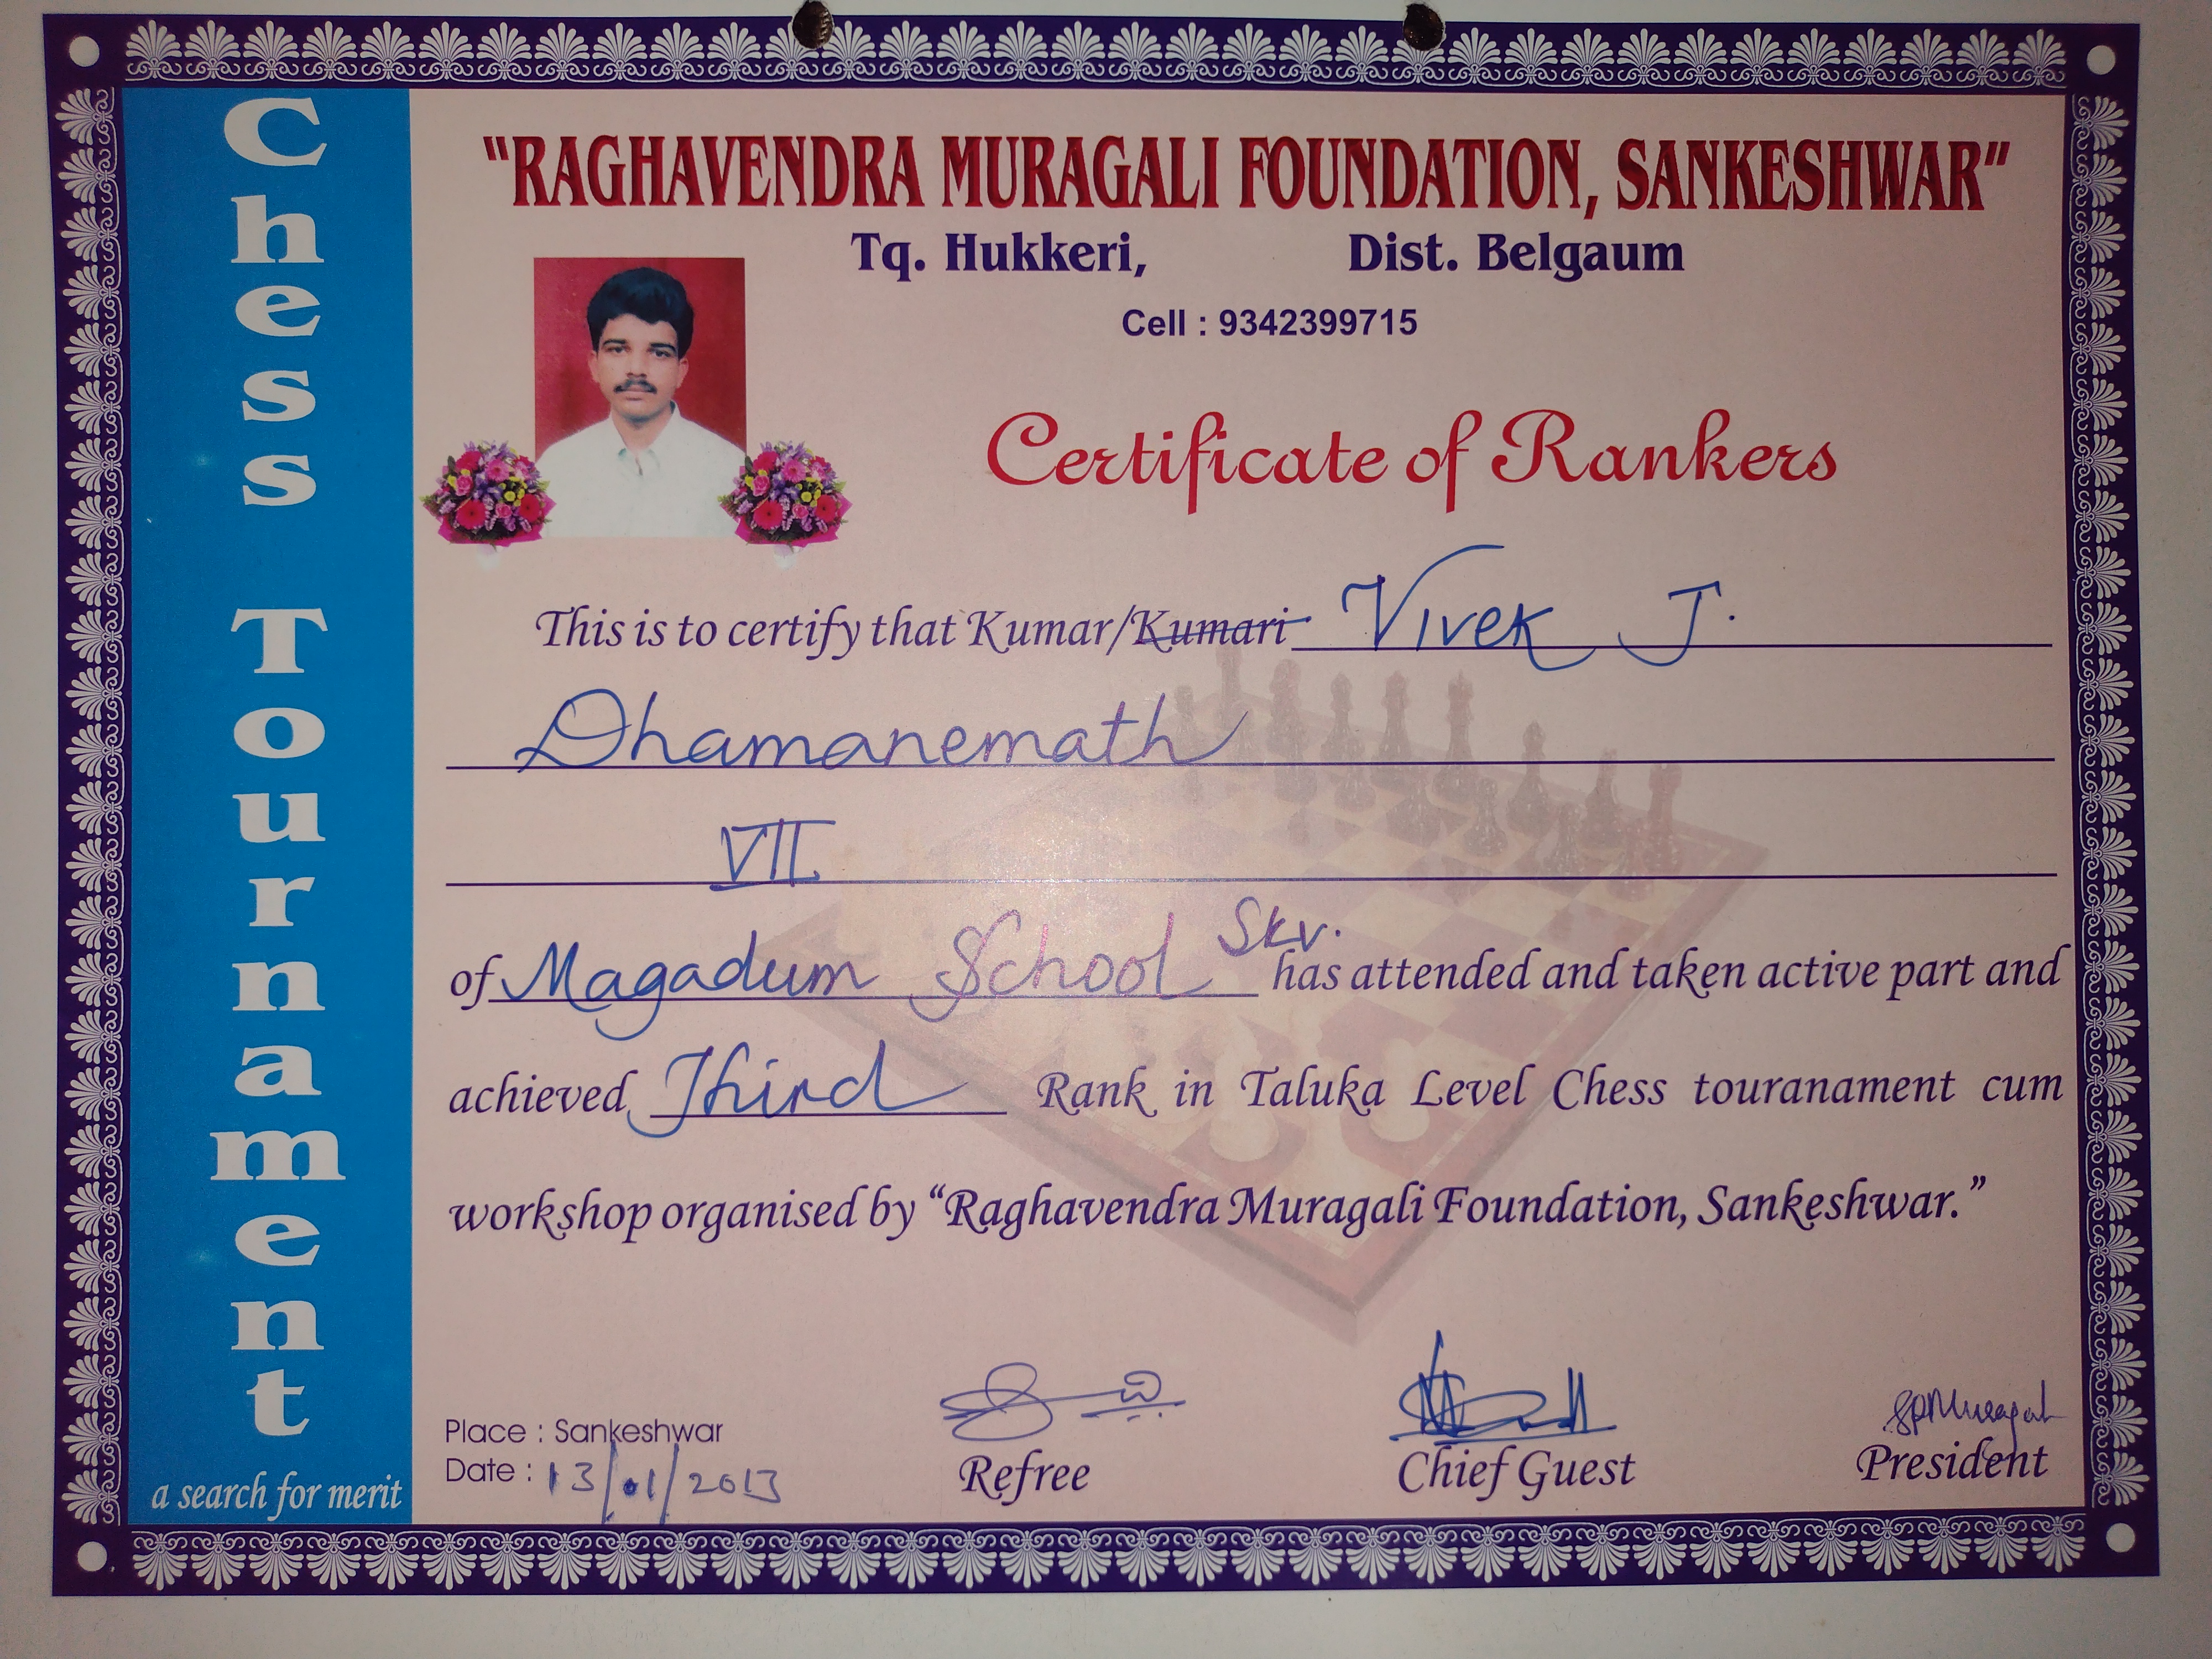 Chess Tournament
a search for merit
"RAGHAVENDRA MURAGALI FOUNDATION, SANKESHWAR"
Tq. Hukkeri, Dist. Belgaum
Cell : 9342399715
Certificate of Rankers
This is to certify that Kumar/Kumari Vivek J.
Dhamanemath
VII
of Magadum School Skv. has attended and taken active part and
achieved Third Rank in Taluka Level Chess touranament cum
workshop organised by "Raghavendra Muragali Foundation, Sankeshwar."
Place : Sankeshwar
Date : 13/01/2013
Refree
Chief Guest
President